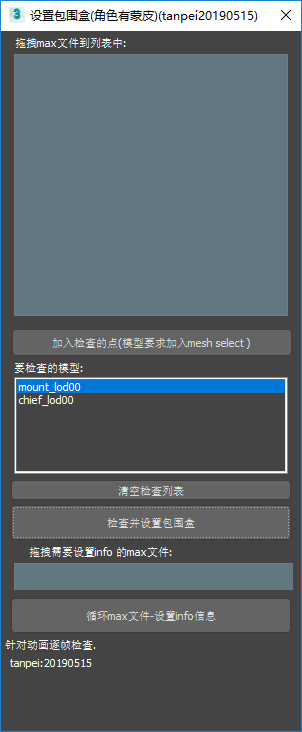 设置包围盒(角色有蒙皮)(tanpei20190515)
拖拽max文件到列表中:
加入检查的点(模型要求加入mesh select )
要检查的模型:
mount_lod00
chief_lod00
清空检查列表
检查并设置包围盒
拖拽需要设置info 的max文件:
循环max文件-设置info信息
针对动画逐帧检查.
tanpei:20190515